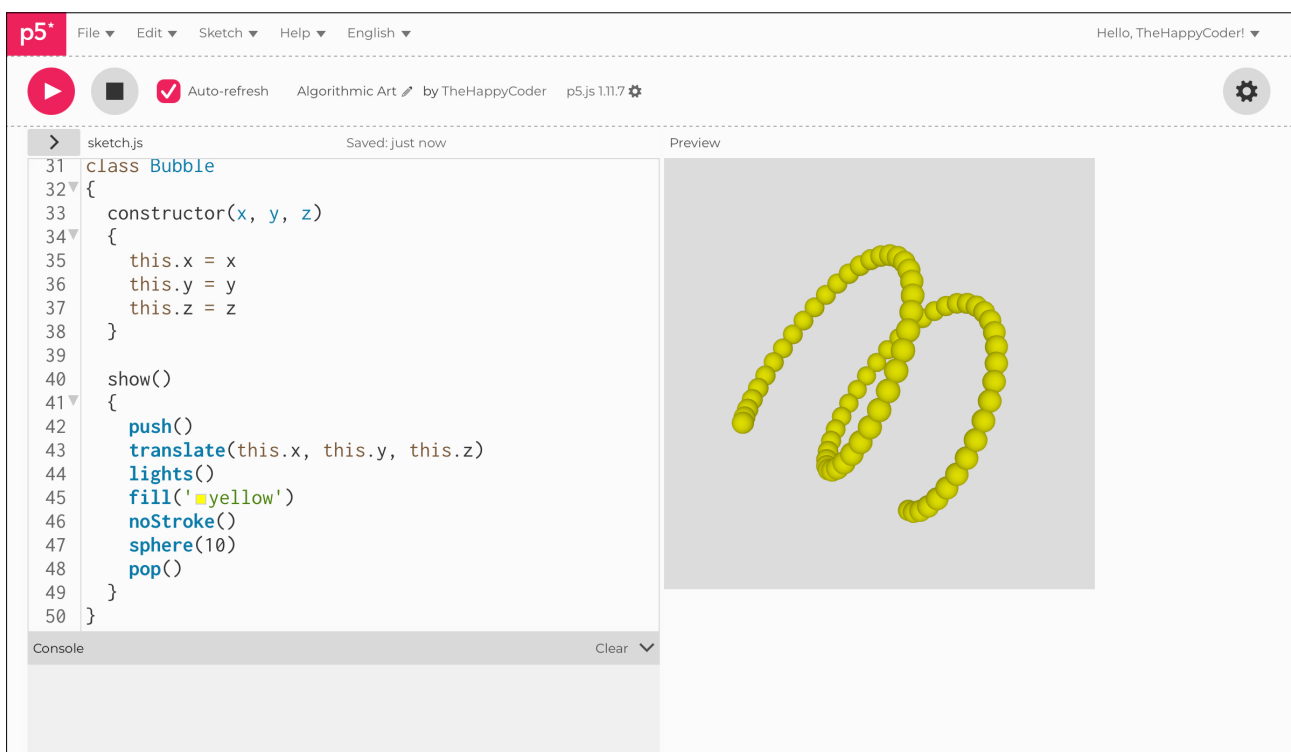 p5* File Edit Sketch Help English Hello, TheHappyCoder!
Auto-refresh Algorithmic Art by TheHappyCoder p5.js 1.11.7
> sketch.js Saved: just now Preview
31 class Bubble
32 {
33 constructor(x, y, z)
34 {
35 this.x = x
36 this.y = y
37 this.z = z
38 }
39
40 show()
41 {
42 push()
43 translate(this.x, this.y, this.z)
44 lights()
45 fill('yellow')
46 noStroke()
47 sphere(10)
48 pop()
49 }
50 }
Console Clear